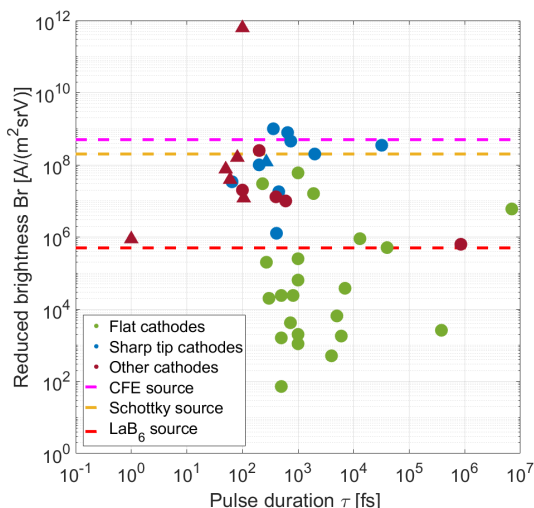 10^12
10^10
10^8
10^6
10^4
10^2
10^0
Reduced brightness Br [A/(m^2srV)]
Flat cathodes
Sharp tip cathodes
Other cathodes
CFE source
Schottky source
LaB_6 source
10^-1 10^0 10^1 10^2 10^3 10^4 10^5 10^6 10^7
Pulse duration τ [fs]